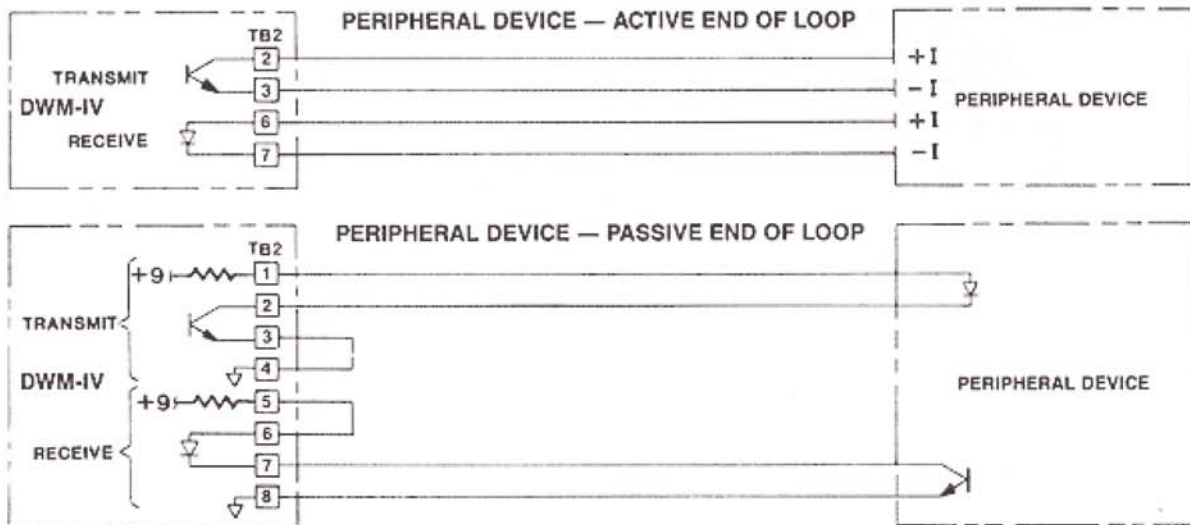 PERIPHERAL DEVICE — ACTIVE END OF LOOP
TB2
2
+I
TRANSMIT
3
−I
DWM-IV
PERIPHERAL DEVICE
6
+I
RECEIVE
7
−I
PERIPHERAL DEVICE — PASSIVE END OF LOOP
TB2
+9
1
2
TRANSMIT
3
4
DWM-IV
PERIPHERAL DEVICE
+9
5
6
RECEIVE
7
8